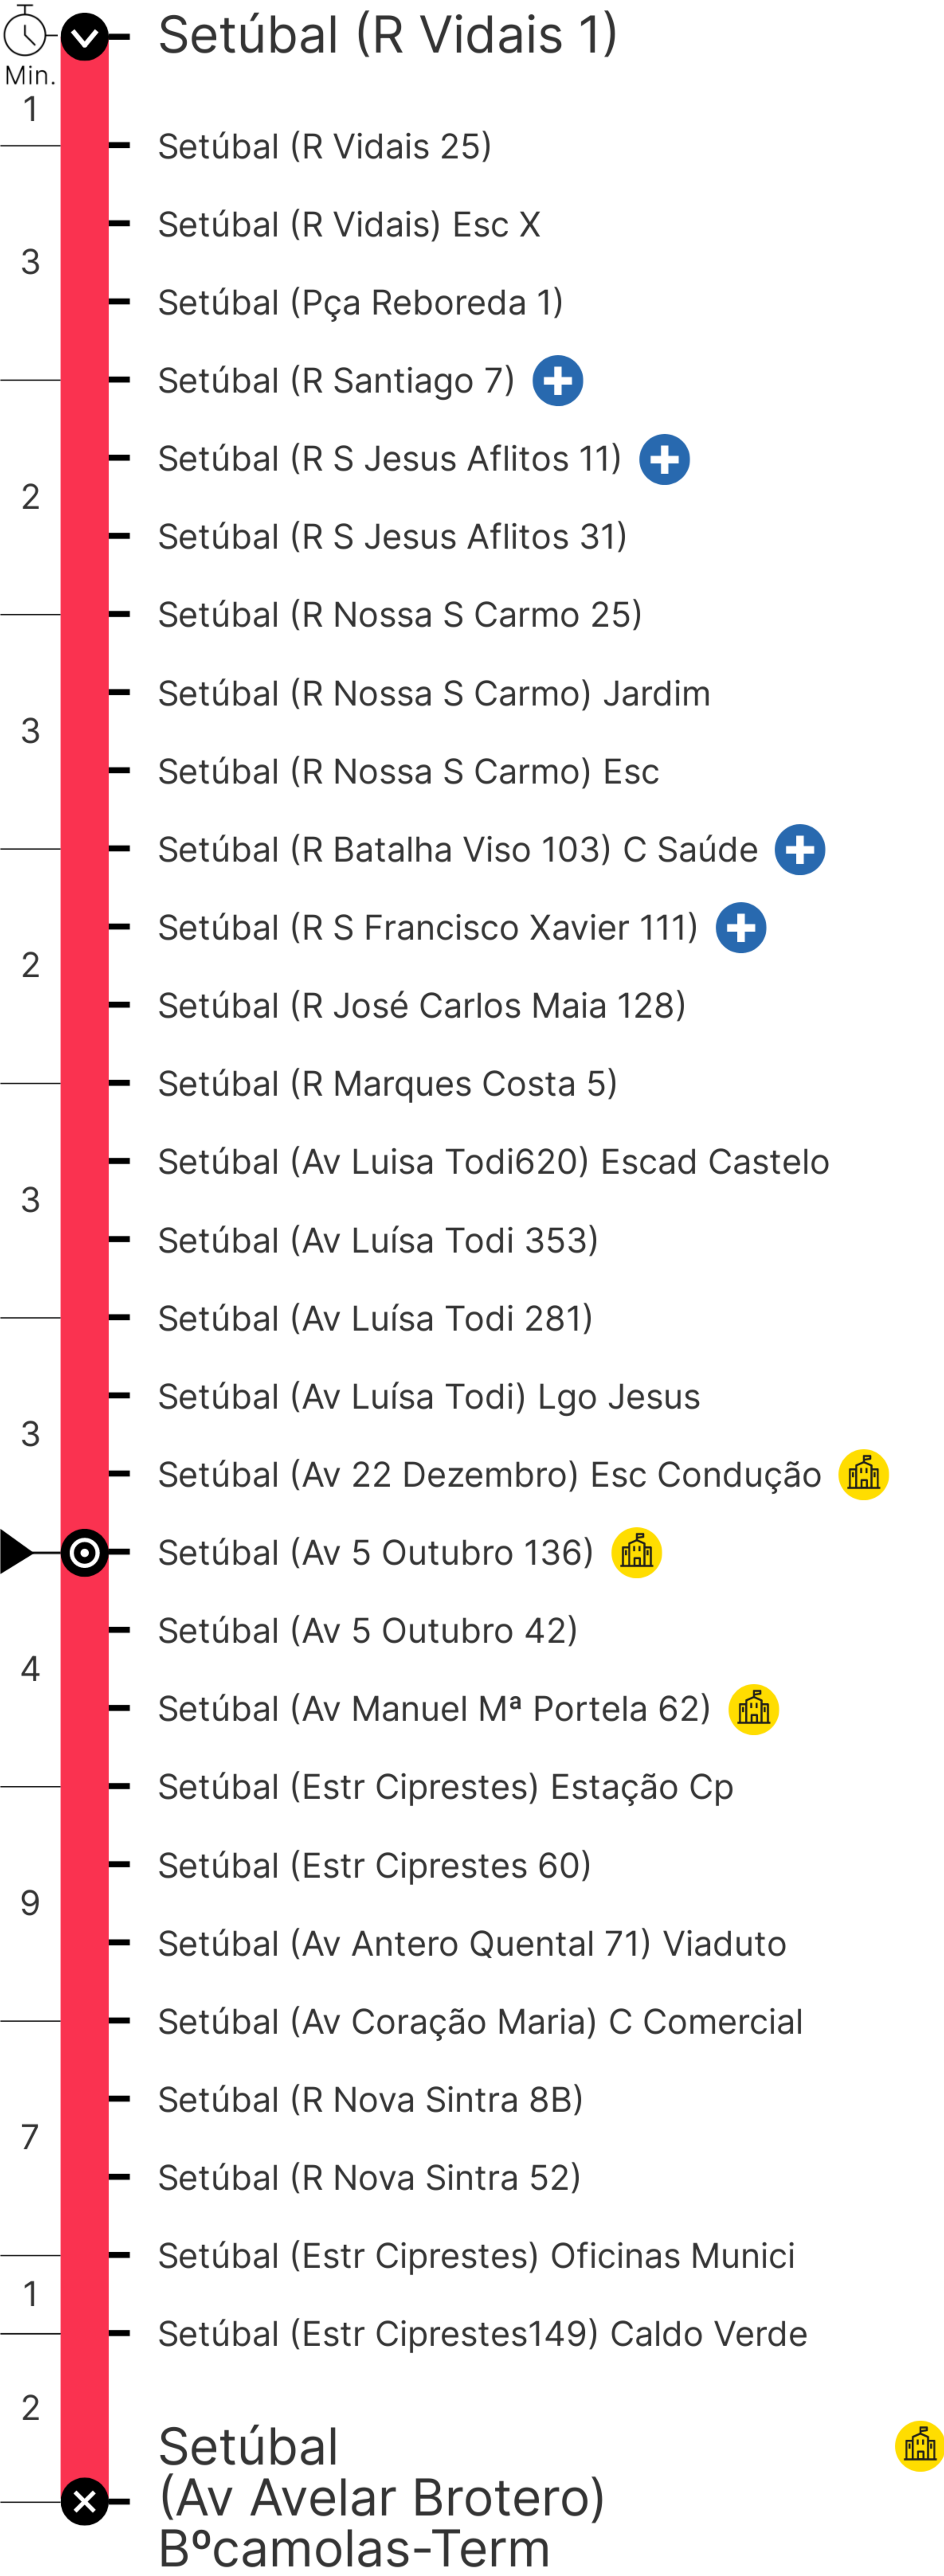 Setúbal (R Vidais 1)
Min.
1
Setúbal (R Vidais 25)
Setúbal (R Vidais) Esc X
3
Setúbal (Pça Reboreda 1)
Setúbal (R Santiago 7)
Setúbal (R S Jesus Aflitos 11)
2
Setúbal (R S Jesus Aflitos 31)
Setúbal (R Nossa S Carmo 25)
Setúbal (R Nossa S Carmo) Jardim
3
Setúbal (R Nossa S Carmo) Esc
Setúbal (R Batalha Viso 103) C Saúde
Setúbal (R S Francisco Xavier 111)
2
Setúbal (R José Carlos Maia 128)
Setúbal (R Marques Costa 5)
Setúbal (Av Luisa Todi620) Escad Castelo
3
Setúbal (Av Luísa Todi 353)
Setúbal (Av Luísa Todi 281)
Setúbal (Av Luísa Todi) Lgo Jesus
3
Setúbal (Av 22 Dezembro) Esc Condução
Setúbal (Av 5 Outubro 136)
Setúbal (Av 5 Outubro 42)
4
Setúbal (Av Manuel Mª Portela 62)
Setúbal (Estr Ciprestes) Estação Cp
Setúbal (Estr Ciprestes 60)
9
Setúbal (Av Antero Quental 71) Viaduto
Setúbal (Av Coração Maria) C Comercial
Setúbal (R Nova Sintra 8B)
7
Setúbal (R Nova Sintra 52)
Setúbal (Estr Ciprestes) Oficinas Munici
1
Setúbal (Estr Ciprestes149) Caldo Verde
2
Setúbal
(Av Avelar Brotero)
Bºcamolas-Term